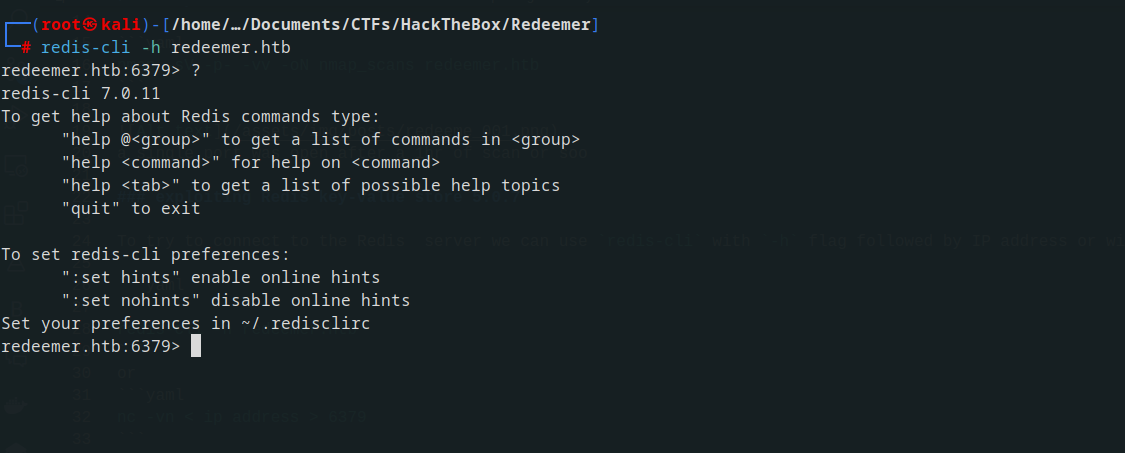 ┌──(root㉿kali)-[/home/…/Documents/CTFs/HackTheBox/Redeemer]
└─# redis-cli -h redeemer.htb
redeemer.htb:6379> ?
redis-cli 7.0.11
To get help about Redis commands type:
      "help @<group>" to get a list of commands in <group>
      "help <command>" for help on <command>
      "help <tab>" to get a list of possible help topics
      "quit" to exit

To set redis-cli preferences:
      ":set hints" enable online hints
      ":set nohints" disable online hints
Set your preferences in ~/.redisclirc
redeemer.htb:6379>